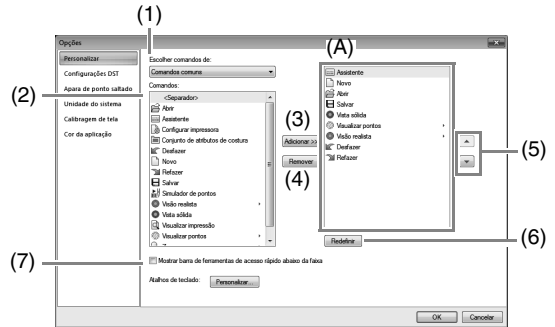 (1)
Opções
(A)
Personalizar
Configurações DST
Apara de ponto saltado
Unidade do sistema
Calibragem de tela
Cor da aplicação
Escolher comandos de:
Comandos comuns
(2)
Comandos:
<Separador>
Abrir
Assistente
Configurar impressora
Conjunto de atributos de costura
Desfazer
Novo
Refazer
Salvar
Simulador de pontos
Visão realista
Vista sólida
Visualizar impressão
Visualizar pontos
(3)
Adicionar >>
Remover
(4)
Assistente
Novo
Abrir
Salvar
Vista sólida
Visualizar pontos
Visão realista
Desfazer
Refazer
(5)
Redefinir
(6)
(7)
Mostrar barra de ferramentas de acesso rápido abaixo da faixa
Atalhos de teclado:
Personalizar...
OK
Cancelar